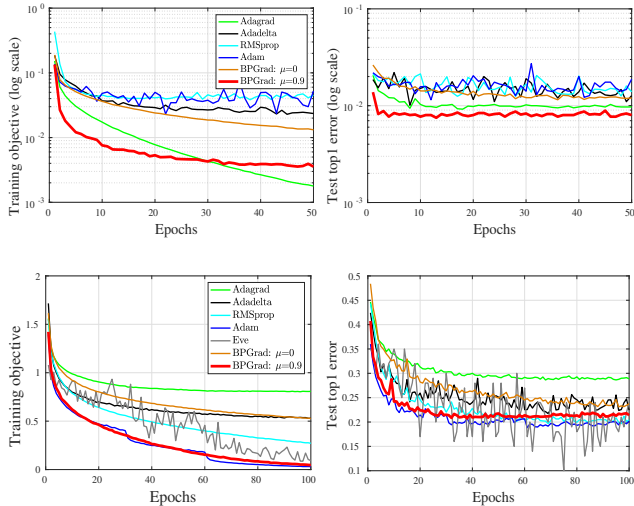 Training objective (log scale)
10^0
10^-1
10^-2
10^-3
1 10 20 30 40 50
Epochs
Adagrad
Adadelta
RMSprop
Adam
BPGrad: μ=0
BPGrad: μ=0.9
Test top1 error (log scale)
10^-1
10^-2
10^-3
1 10 20 30 40 50
Epochs
Training objective
2
1.5
1
0.5
0
1 20 40 60 80 100
Epochs
Adagrad
Adadelta
RMSprop
Adam
Eve
BPGrad: μ=0
BPGrad: μ=0.9
Test top1 error
0.5
0.45
0.4
0.35
0.3
0.25
0.2
0.15
0.1
1 20 40 60 80 100
Epochs